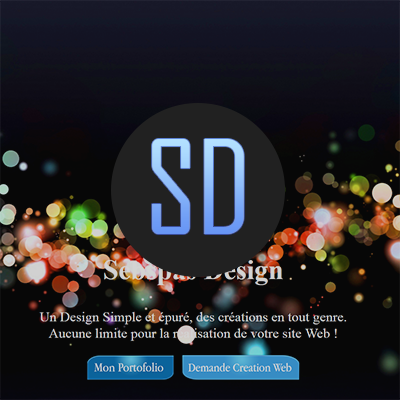 SD
Design
Un Design Simple et épuré, des créations en tout genre.
Aucune limite pour la réalisation de votre site Web !
Mon Portofolio
Demande Creation Web